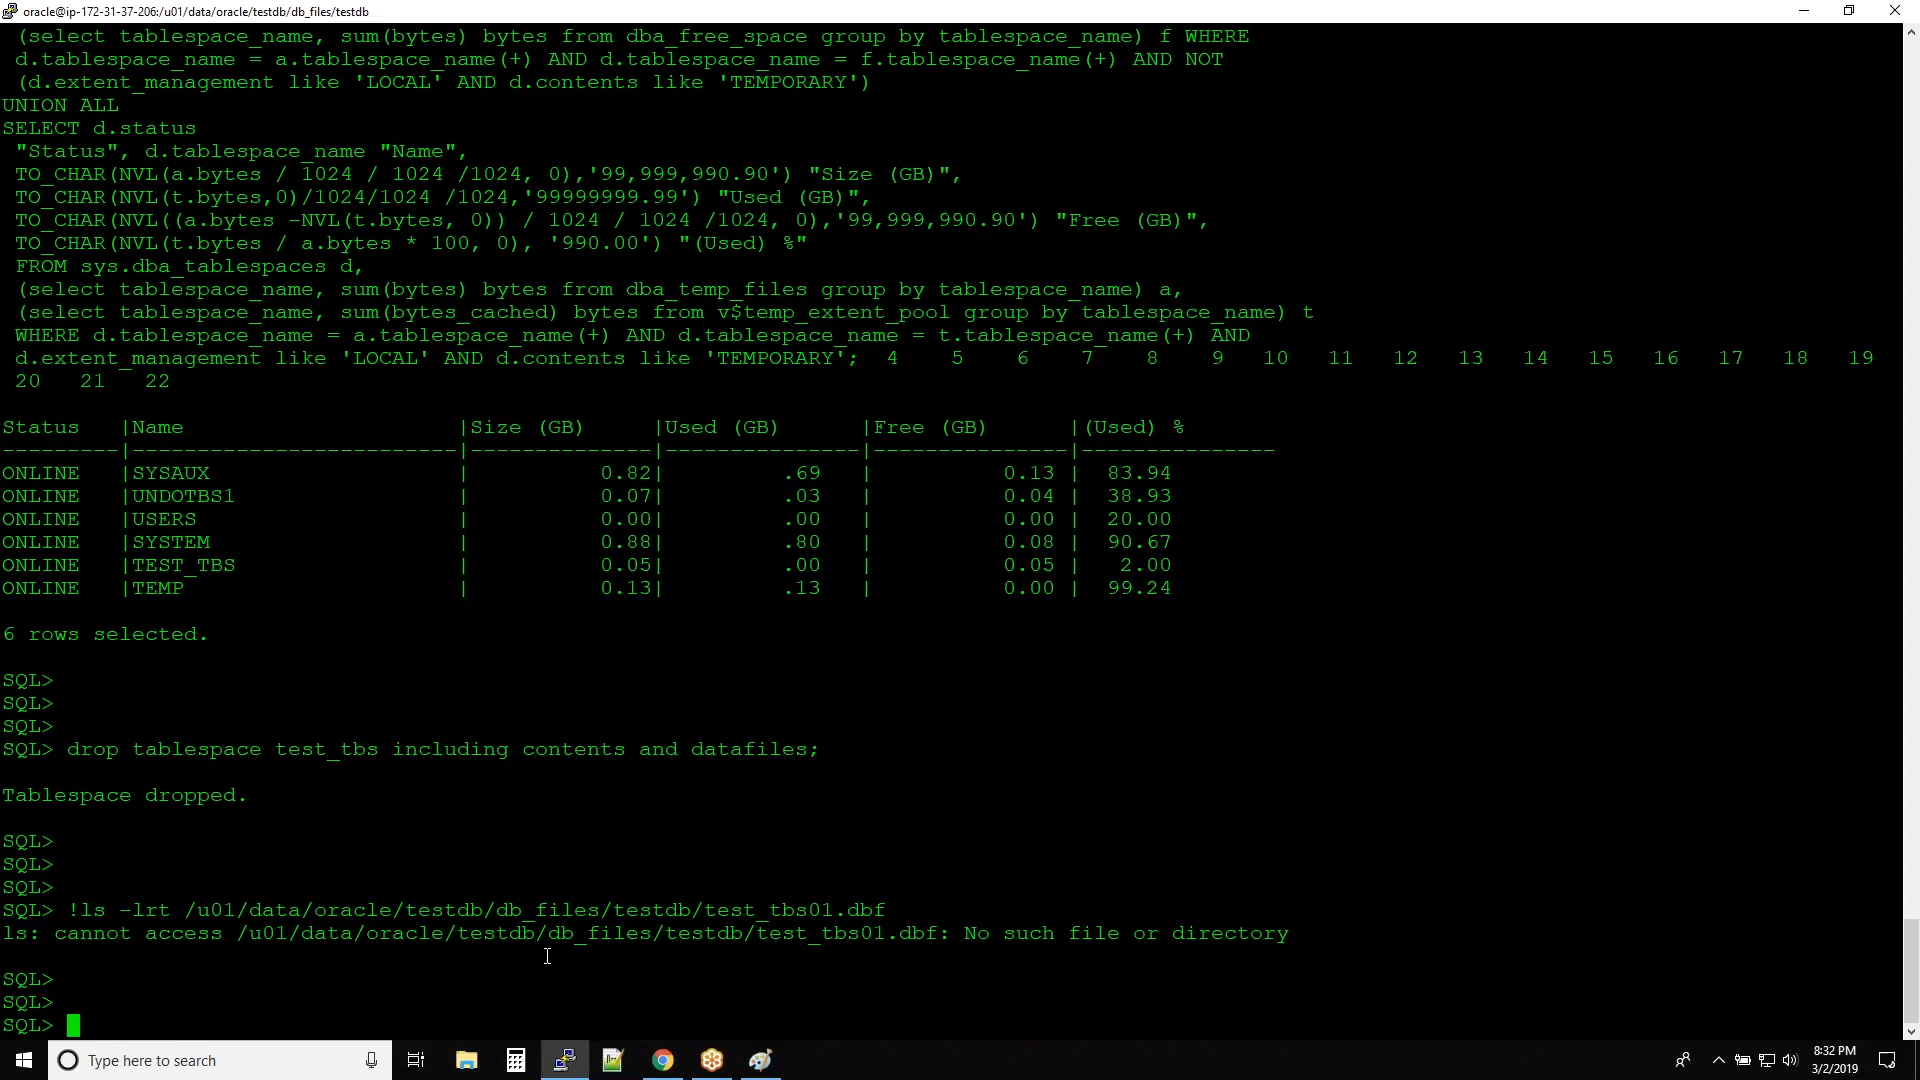 oracle@ip-172-31-37-206:/u01/data/oracle/testdb/db_files/testdb
(select tablespace_name, sum(bytes) bytes from dba_free_space group by tablespace_name) f WHERE
d.tablespace_name = a.tablespace_name(+) AND d.tablespace_name = f.tablespace_name(+) AND NOT
(d.extent_management like 'LOCAL' AND d.contents like 'TEMPORARY')
UNION ALL
SELECT d.status
"Status", d.tablespace_name "Name",
TO_CHAR(NVL(a.bytes / 1024 / 1024 /1024, 0),'99,999,990.90') "Size (GB)",
TO_CHAR(NVL(t.bytes,0)/1024/1024 /1024,'99999999.99') "Used (GB)",
TO_CHAR(NVL((a.bytes -NVL(t.bytes, 0)) / 1024 / 1024 /1024, 0),'99,999,990.90') "Free (GB)",
TO_CHAR(NVL(t.bytes / a.bytes * 100, 0), '990.00') "(Used) %"
FROM sys.dba_tablespaces d,
(select tablespace_name, sum(bytes) bytes from dba_temp_files group by tablespace_name) a,
(select tablespace_name, sum(bytes_cached) bytes from v$temp_extent_pool group by tablespace_name) t
WHERE d.tablespace_name = a.tablespace_name(+) AND d.tablespace_name = t.tablespace_name(+) AND
d.extent_management like 'LOCAL' AND d.contents like 'TEMPORARY'; 4 5 6 7 8 9 10 11 12 13 14 15 16 17 18 19
20 21 22
Status |Name |Size (GB) |Used (GB) |Free (GB) |(Used) %
---------|-------------------------|--------------|---------------|---------------|---------------
ONLINE |SYSAUX | 0.82| .69 | 0.13 | 83.94
ONLINE |UNDOTBS1 | 0.07| .03 | 0.04 | 38.93
ONLINE |USERS | 0.00| .00 | 0.00 | 20.00
ONLINE |SYSTEM | 0.88| .80 | 0.08 | 90.67
ONLINE |TEST_TBS | 0.05| .00 | 0.05 | 2.00
ONLINE |TEMP | 0.13| .13 | 0.00 | 99.24
6 rows selected.
SQL>
SQL>
SQL>
SQL> drop tablespace test_tbs including contents and datafiles;
Tablespace dropped.
SQL>
SQL>
SQL>
SQL> !ls -lrt /u01/data/oracle/testdb/db_files/testdb/test_tbs01.dbf
ls: cannot access /u01/data/oracle/testdb/db_files/testdb/test_tbs01.dbf: No such file or directory
SQL>
SQL>
SQL>
Type here to search
8:32 PM
3/2/2019